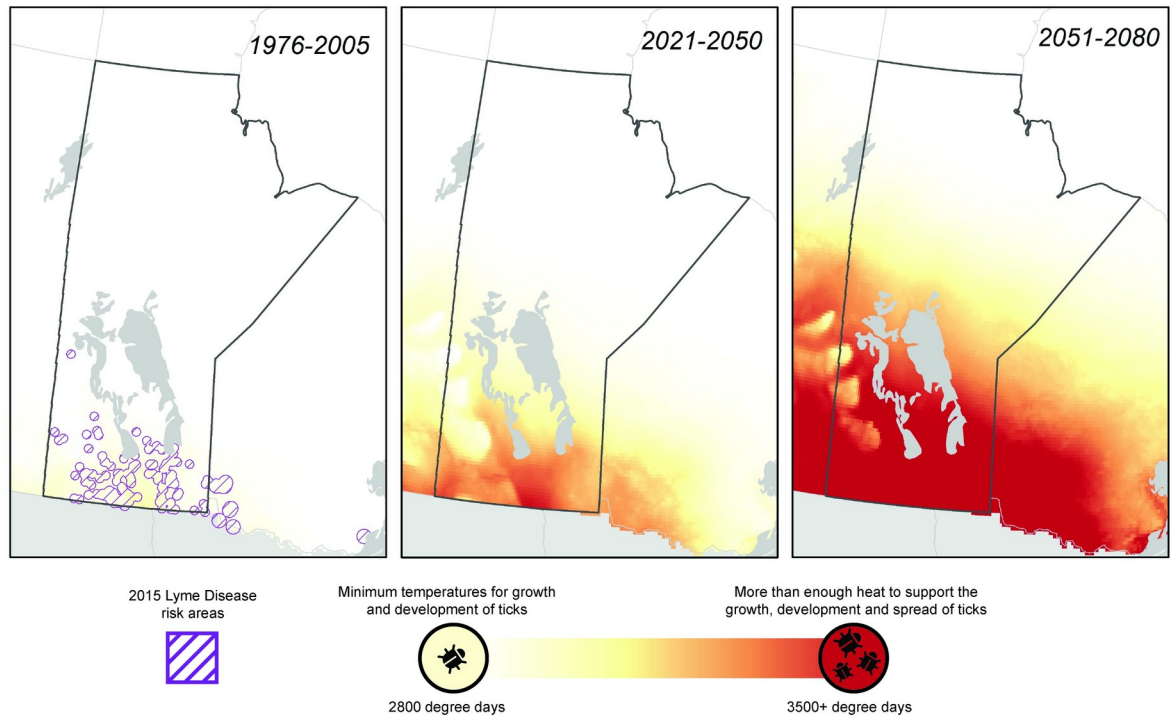 1976-2005
2021-2050
2051-2080
2015 Lyme Disease
risk areas
Minimum temperatures for growth
and development of ticks
More than enough heat to support the
growth, development and spread of ticks
2800 degree days
3500+ degree days